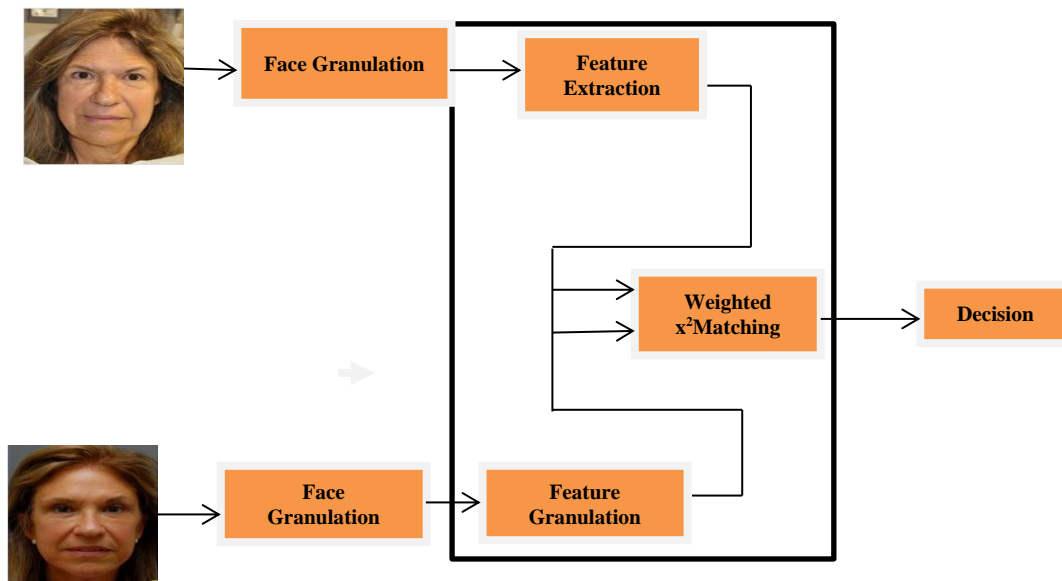 Face Granulation
Feature
Extraction
Weighted
x²Matching
Decision
Face
Granulation
Feature
Granulation